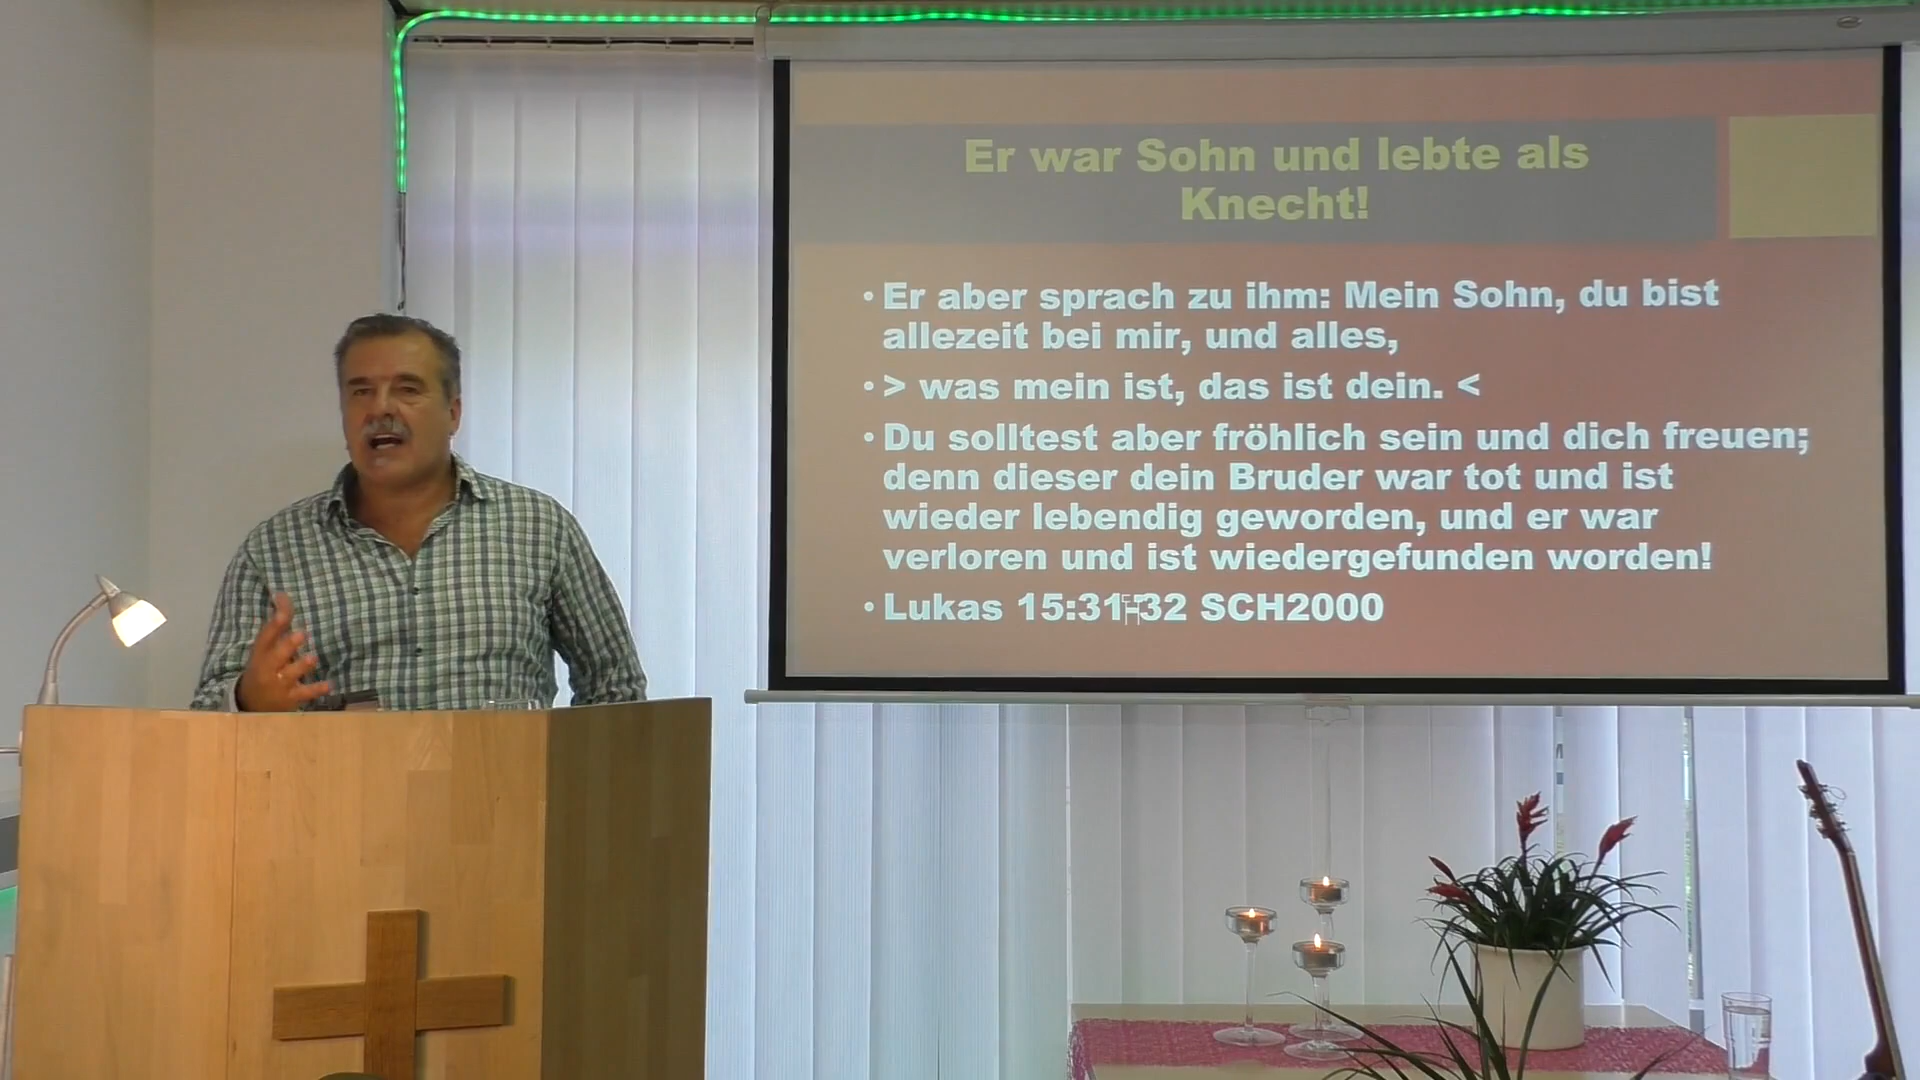 Er war Sohn und lebte als
Knecht!
• Er aber sprach zu ihm: Mein Sohn, du bist
allezeit bei mir, und alles,
• > was mein ist, das ist dein. <
• Du solltest aber fröhlich sein und dich freuen;
denn dieser dein Bruder war tot und ist
wieder lebendig geworden, und er war
verloren und ist wiedergefunden worden!
• Lukas 15:31-32 SCH2000